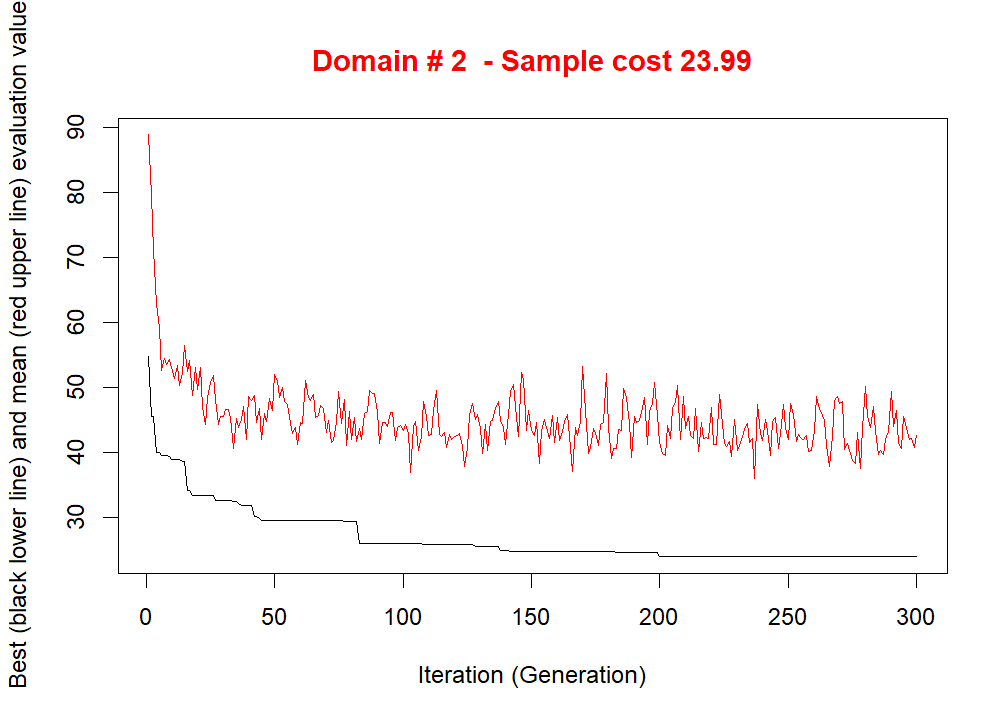 Domain # 2  - Sample cost 23.99
Best (black lower line) and mean (red upper line) evaluation value
90
80
70
60
50
40
30
0 50 100 150 200 250 300
Iteration (Generation)